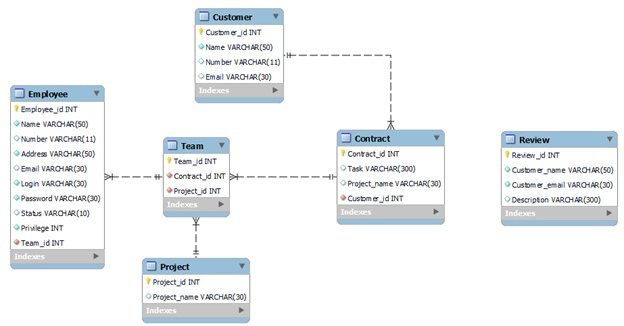 Customer
Customer_id INT
Name VARCHAR(50)
Number VARCHAR(11)
Email VARCHAR(30)
Indexes
Employee
Employee_id INT
Name VARCHAR(50)
Number VARCHAR(11)
Address VARCHAR(50)
Email VARCHAR(30)
Login VARCHAR(30)
Password VARCHAR(30)
Status VARCHAR(10)
Privilege INT
Team_id INT
Indexes
Team
Team_id INT
Contract_id INT
Project_id INT
Indexes
Contract
Contract_id INT
Task VARCHAR(300)
Project_name VARCHAR(30)
Customer_id INT
Indexes
Review
Review_id INT
Customer_name VARCHAR(50)
Customer_email VARCHAR(30)
Description VARCHAR(300)
Indexes
Project
Project_id INT
Project_name VARCHAR(30)
Indexes